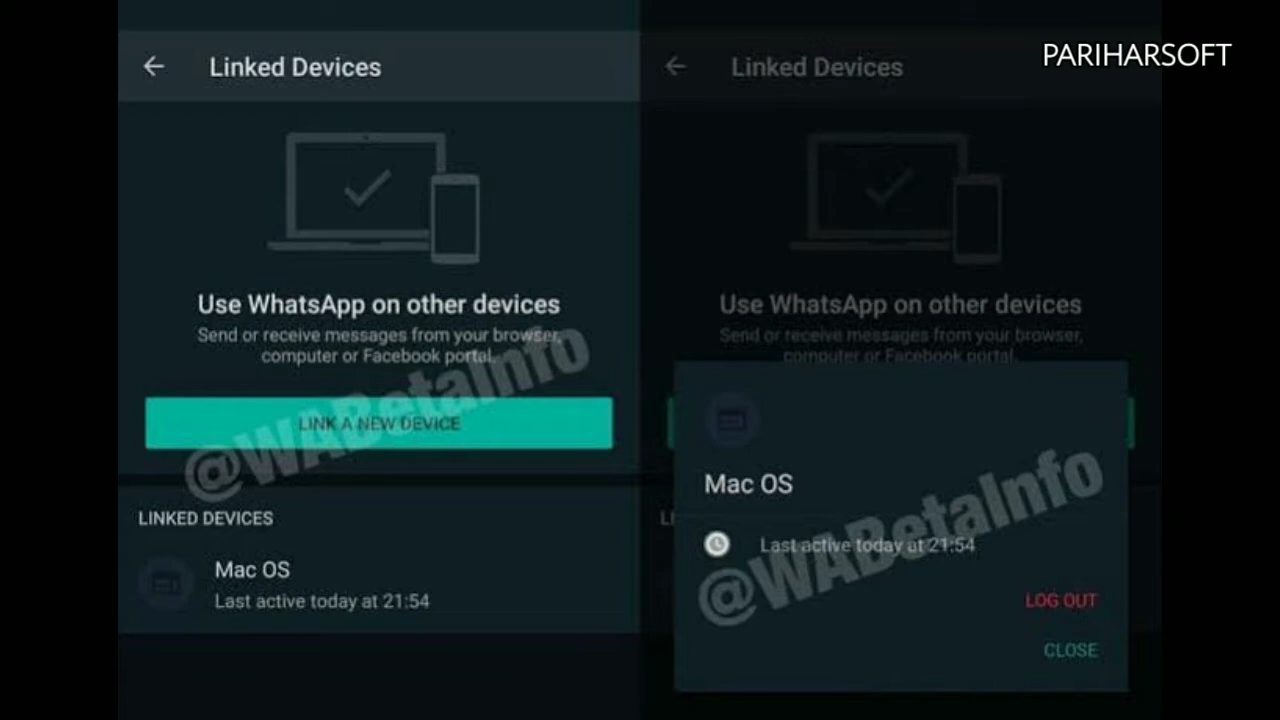 PARIHARSOFT
Linked Devices
Use WhatsApp on other devices
Send or receive messages from your browser,
computer or Facebook portal.
LINK A NEW DEVICE
@WABetaInfo
LINKED DEVICES
Mac OS
Last active today at 21:54
Linked Devices
Use WhatsApp on other devices
Send or receive messages from your browser,
computer or Facebook portal.
Mac OS
Last active today at 21:54
@WABetaInfo
LOG OUT
CLOSE
LI